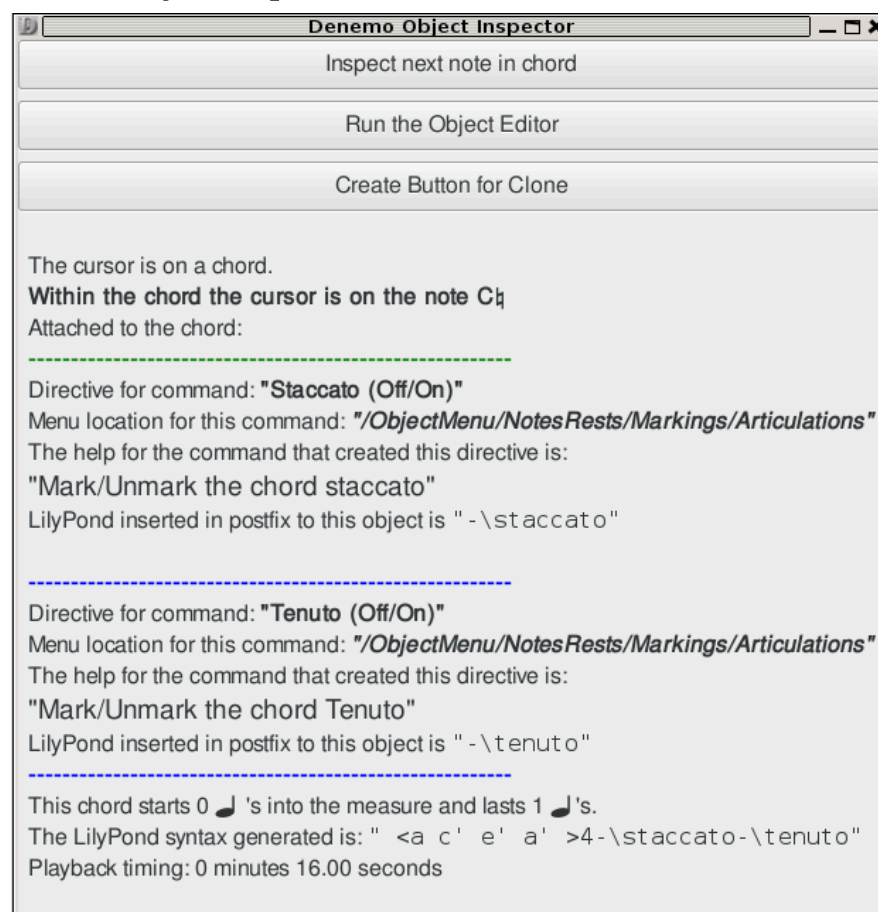 Denemo Object Inspector
Inspect next note in chord
Run the Object Editor
Create Button for Clone
The cursor is on a chord.
Within the chord the cursor is on the note C♮
Attached to the chord:
---------------------------------------------------------
Directive for command: "Staccato (Off/On)"
Menu location for this command: "/ObjectMenu/NotesRests/Markings/Articulations"
The help for the command that created this directive is:
"Mark/Unmark the chord staccato"
LilyPond inserted in postfix to this object is "-\staccato"
---------------------------------------------------------
Directive for command: "Tenuto (Off/On)"
Menu location for this command: "/ObjectMenu/NotesRests/Markings/Articulations"
The help for the command that created this directive is:
"Mark/Unmark the chord Tenuto"
LilyPond inserted in postfix to this object is "-\tenuto"
---------------------------------------------------------
This chord starts 0 ♩ 's into the measure and lasts 1 ♩'s.
The LilyPond syntax generated is: " <a c' e' a' >4-\staccato-\tenuto"
Playback timing: 0 minutes 16.00 seconds